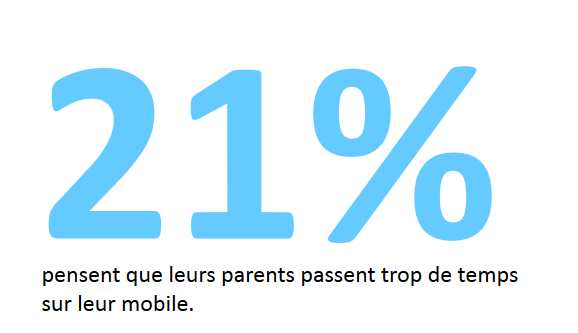 21%
pensent que leurs parents passent trop de temps
sur leur mobile.